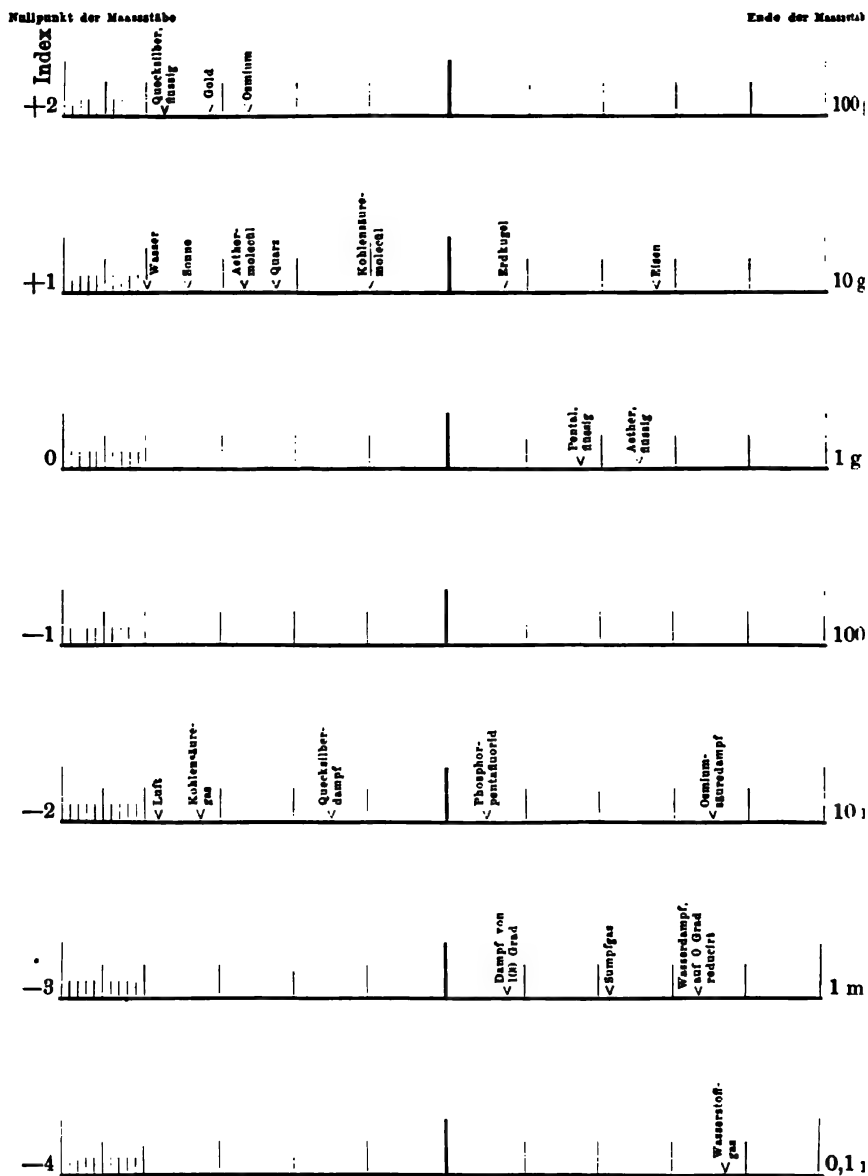 Nullpunkt der Maassstäbe
Ende der Maassstäb
Index
+2
Quecksilber,
flüssig
Gold
Osmium
100 g
+1
Wasser
Sonne
Aether-
molecül
Quarz
Kohlensäure-
molecül
Erdkugel
Eisen
10 g
0
Pental,
flüssig
Aether,
flüssig
1 g
—1
100
—2
Luft
Kohlensäure-
gas
Quecksilber-
dampf
Phosphor-
pentafluorid
Osmium-
säuredampf
10
—3
Dampf von
100 Grad
Sumpfgas
Wasserdampf,
auf 0 Grad
reducirt
1 m
—4
Wasserstoff-
gas
0,1